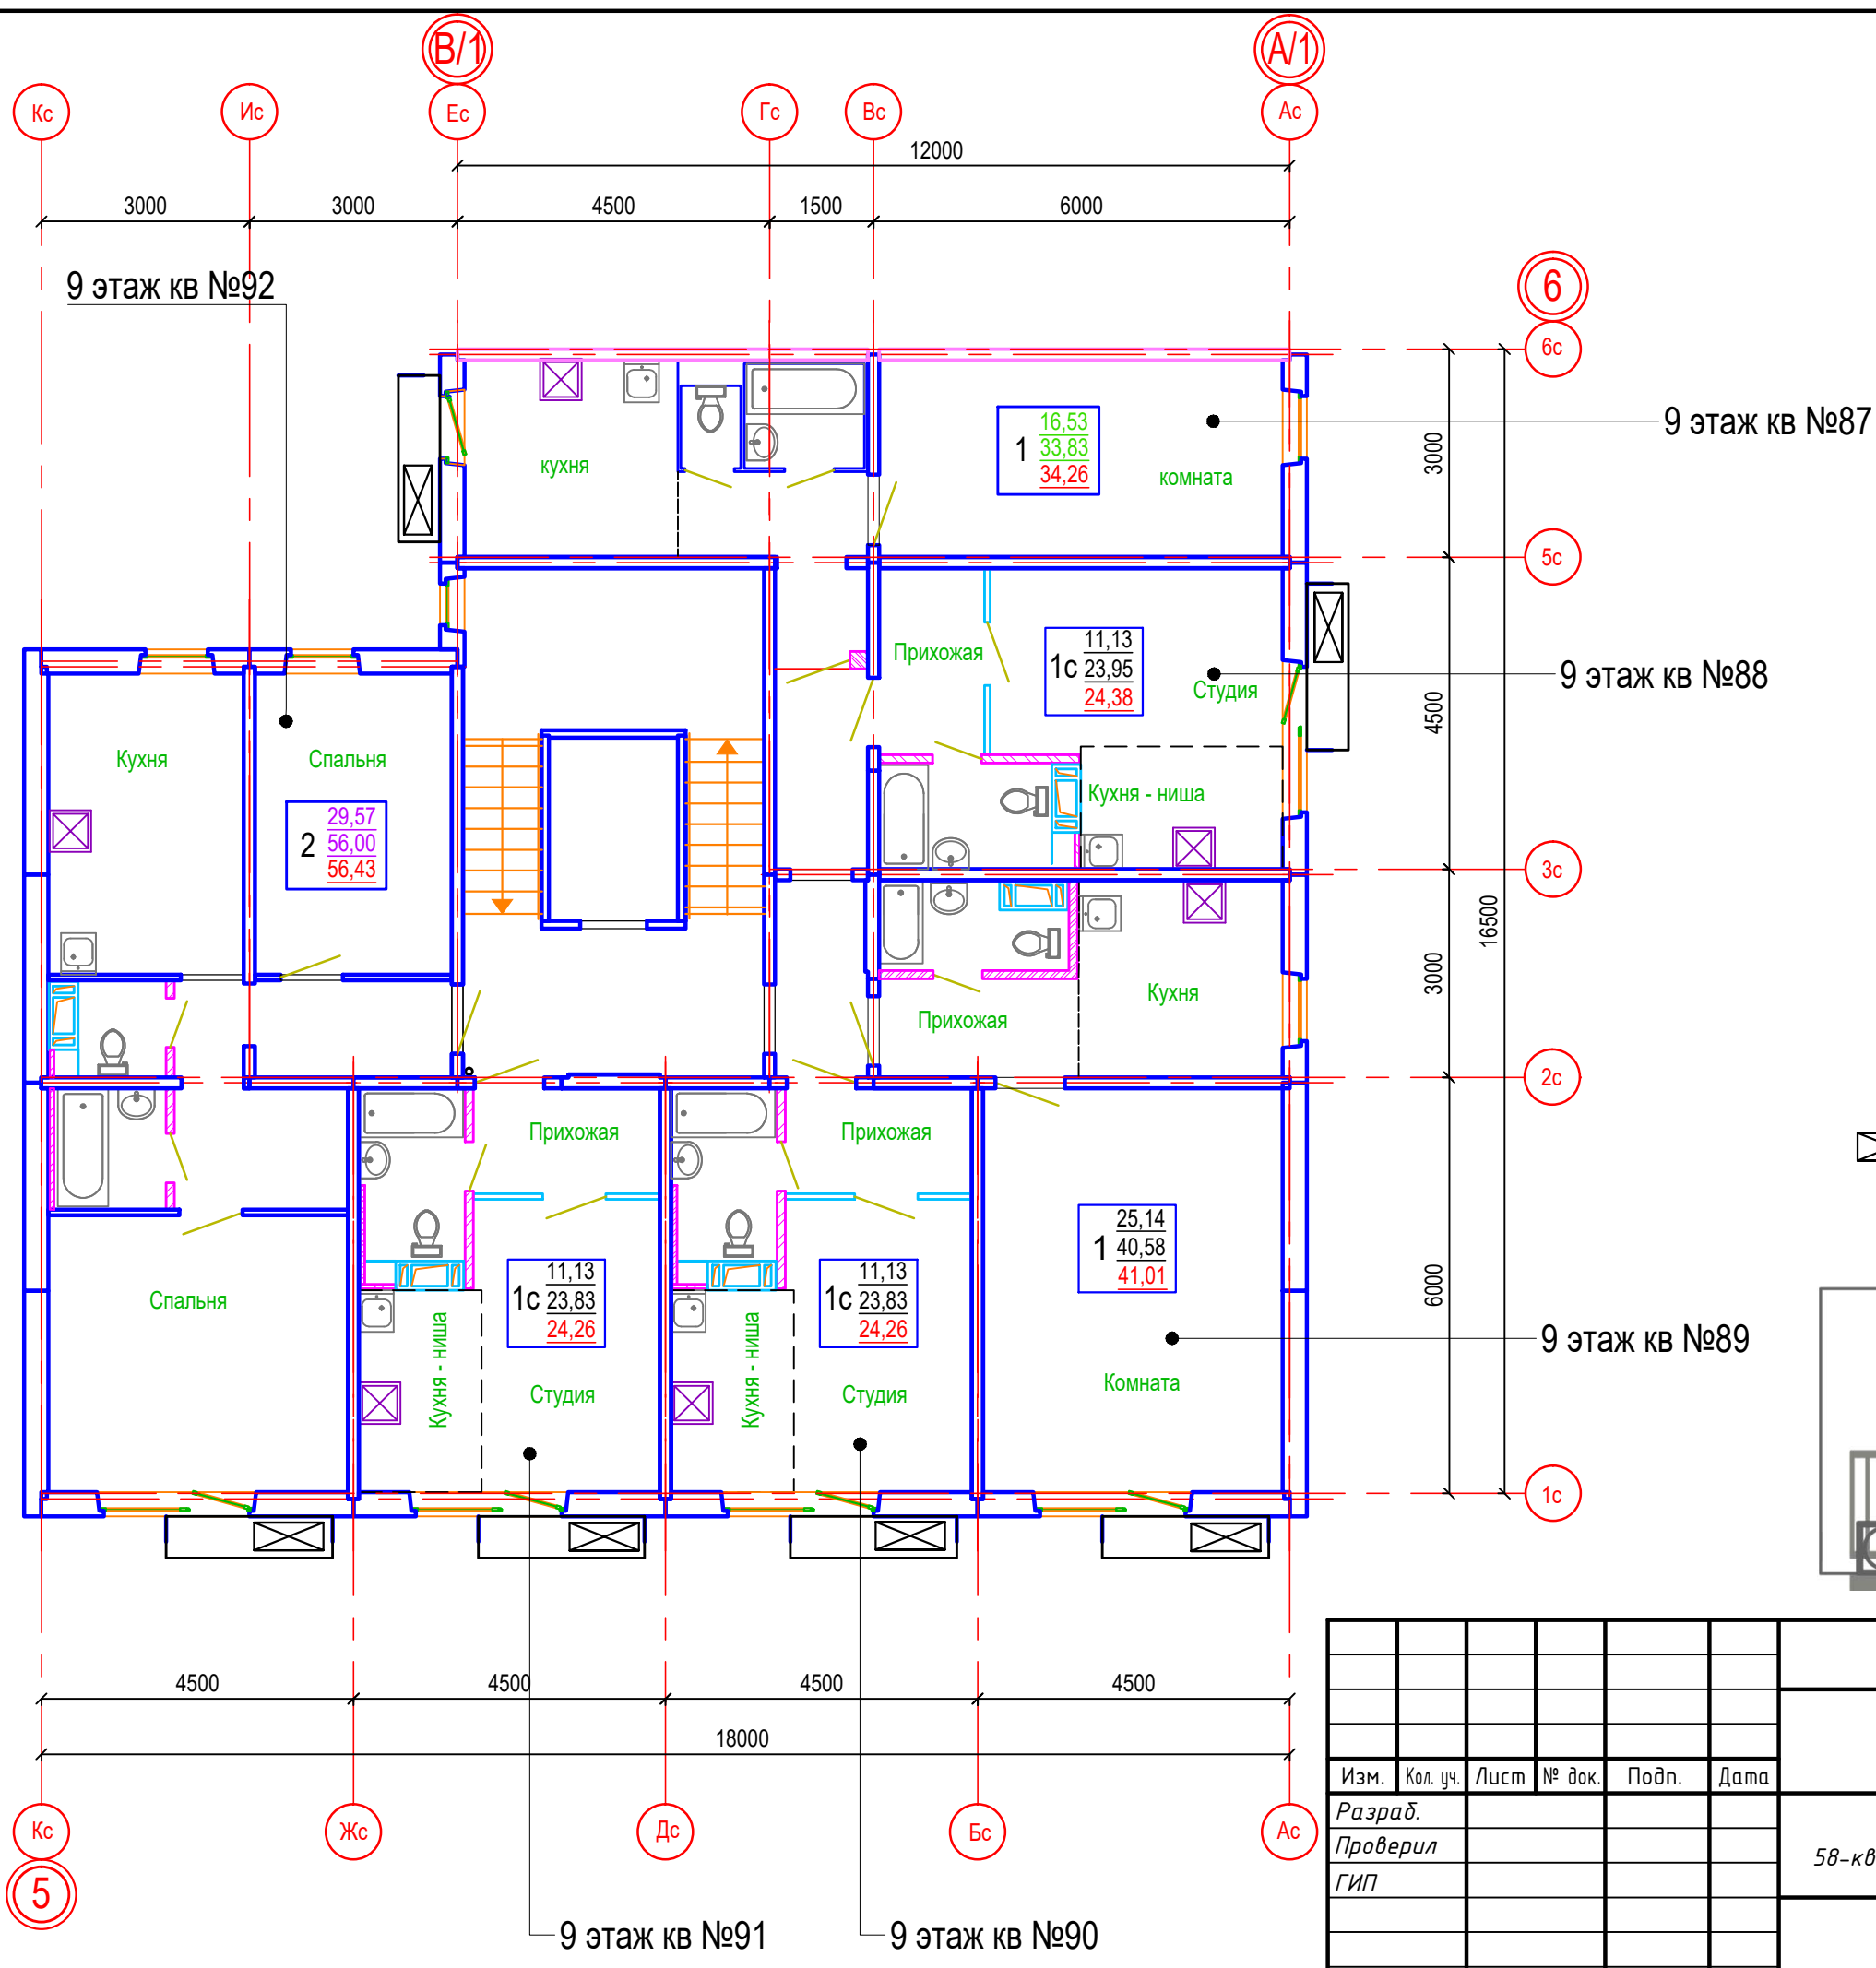 В/1
А/1
Кс
Ис
Ес
Гс
Вс
Ас
12000
3000
3000
4500
1500
6000
9 этаж кв №92
6
6с
9 этаж кв №87
16,53
1
33,83
34,26
кухня
комната
3000
5с
Прихожая
11,13
1с 23,95
24,38
Студия
9 этаж кв №88
4500
Кухня
Спальня
Кухня - ниша
29,57
2 56,00
56,43
3с
16500
3000
Кухня
Прихожая
2с
Прихожая
Прихожая
25,14
1 40,58
41,01
6000
11,13
1с 23,83
24,26
11,13
1с 23,83
24,26
Спальня
9 этаж кв №89
Кухня - ниша
Студия
Кухня - ниша
Студия
Комната
1с
4500
4500
4500
4500
18000
Изм. Кол. уч. Лист № док. Подп. Дата
Разраб.
Проверил
ГИП
58-кв
Кс
Жс
Дс
Бс
Ас
5
9 этаж кв №91
9 этаж кв №90